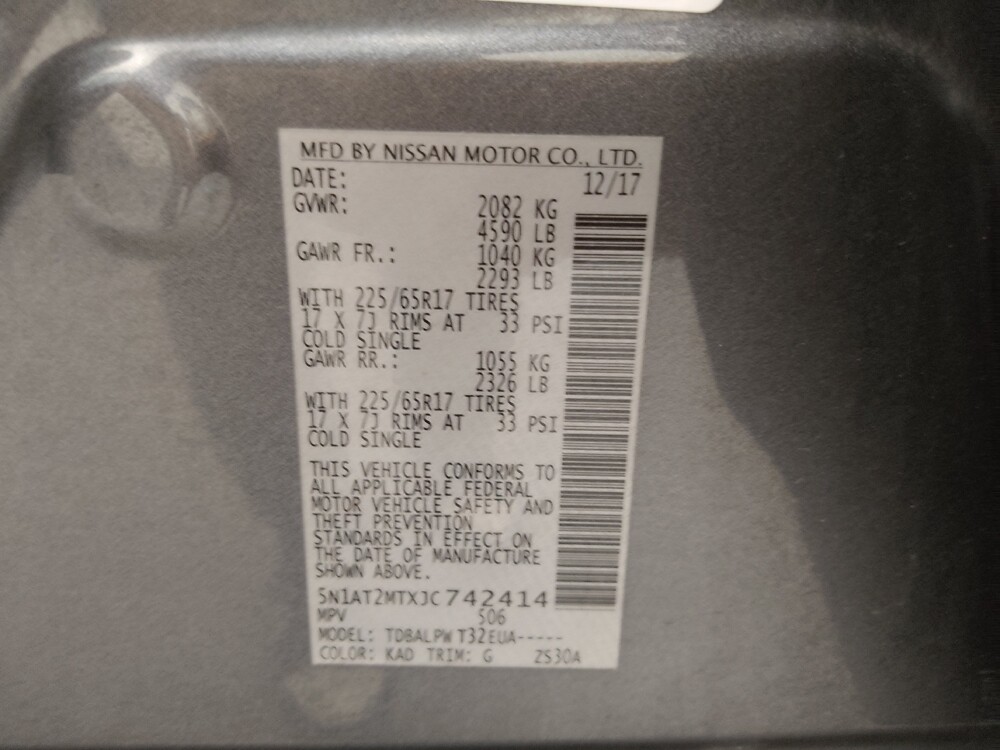 MFD BY NISSAN MOTOR CO., LTD.
DATE: 12/17
GVWR: 2082 KG
4590 LB
GAWR FR.: 1040 KG
2293 LB
WITH 225/65R17 TIRES
17 X 7J RIMS AT 33 PSI
COLD SINGLE
GAWR RR.: 1055 KG
2326 LB
WITH 225/65R17 TIRES
17 X 7J RIMS AT 33 PSI
COLD SINGLE
THIS VEHICLE CONFORMS TO
ALL APPLICABLE FEDERAL
MOTOR VEHICLE SAFETY AND
THEFT PREVENTION
STANDARDS IN EFFECT ON
THE DATE OF MANUFACTURE
SHOWN ABOVE.
5N1AT2MTXJC742414
MPV 506
MODEL: TDBALPW T32EUA-----
COLOR: KAD TRIM: G ZS30A